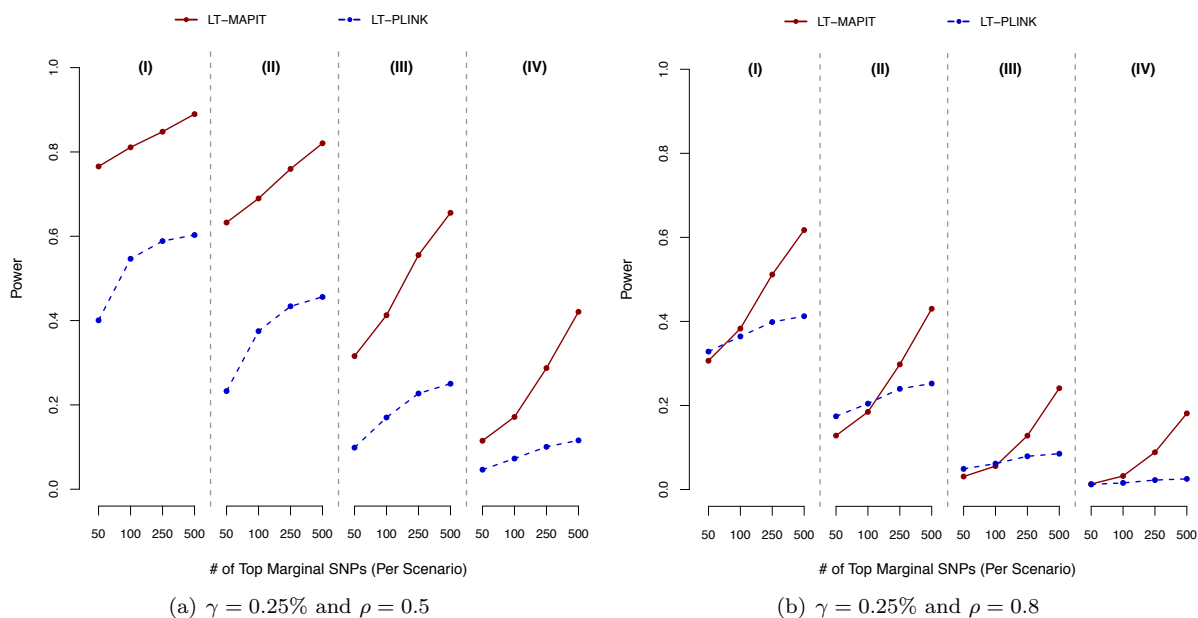 LT−MAPIT LT−PLINK
(I) (II) (III) (IV)
1.0
0.8
0.6
0.4
0.2
0.0
Power
50 100 250 500 50 100 250 500 50 100 250 500 50 100 250 500
# of Top Marginal SNPs (Per Scenario)
(a) γ = 0.25% and ρ = 0.5
LT−MAPIT LT−PLINK
(I) (II) (III) (IV)
1.0
0.8
0.6
0.4
0.2
0.0
Power
50 100 250 500 50 100 250 500 50 100 250 500 50 100 250 500
# of Top Marginal SNPs (Per Scenario)
(b) γ = 0.25% and ρ = 0.8